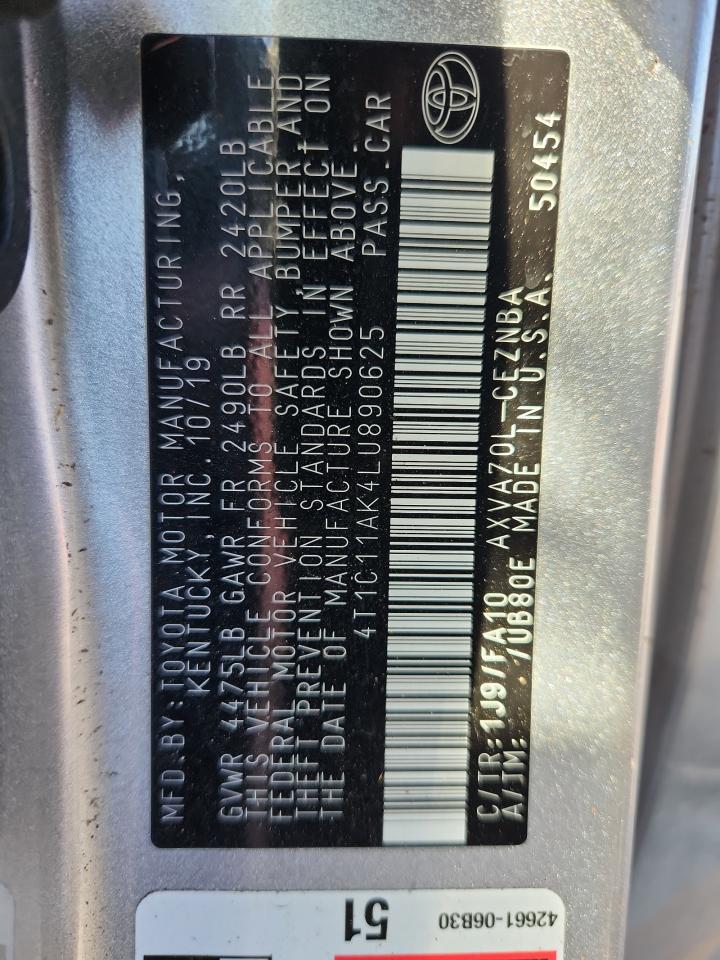 MFD.BY:TOYOTA MOTOR MANUFACTURING,
KENTUCKY,INC. 10/19
GVWR 4475LB GAWR FR 2490LB RR 2420LB
THIS VEHICLE CONFORMS TO ALL APPLICABLE
FEDERAL MOTOR VEHICLE SAFETY,BUMPER,AND
THEFT PREVENTION STANDARDS IN EFFECT ON
THE DATE OF MANUFACTURE SHOWN ABOVE.
4T1C11AK4LU890625 PASS.CAR
C/TR:1J9/FA10 AXVA70L-CEZNBA
A/TM: /UB80E MADE IN U.S.A. 50454
51
42661-06B30